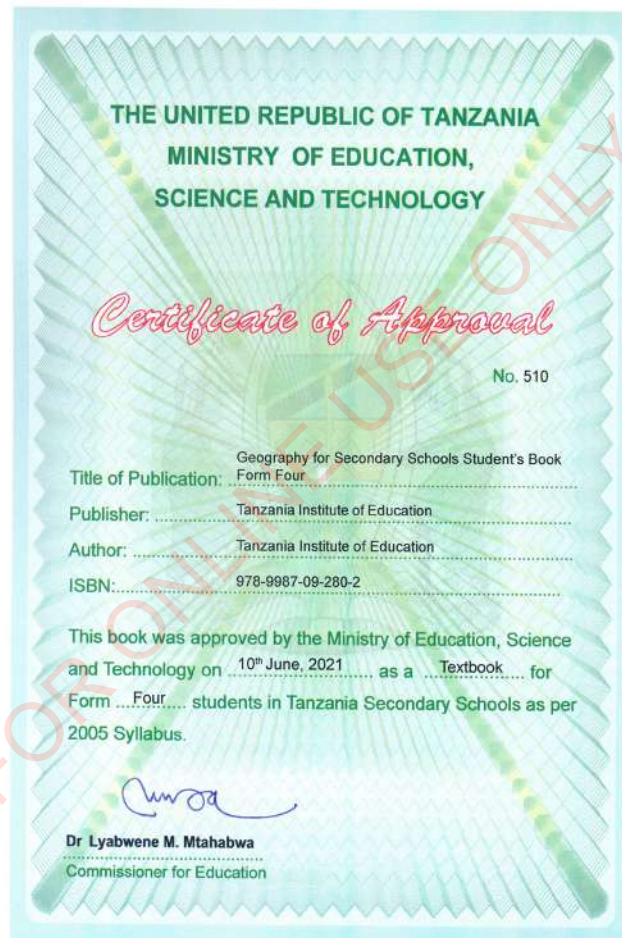 THE UNITED REPUBLIC OF TANZANIA
MINISTRY OF EDUCATION,
SCIENCE AND TECHNOLOGY
Certificate of Approval
No. 510
Title of Publication: Geography for Secondary Schools Student's Book
Form Four
Publisher: Tanzania Institute of Education
Author: Tanzania Institute of Education
ISBN: 978-9987-09-280-2
This book was approved by the Ministry of Education, Science
and Technology on 10th June, 2021 as a Textbook for
Form Four students in Tanzania Secondary Schools as per
2005 Syllabus.
Dr Lyabwene M. Mtahabwa
Commissioner for Education
FOR ONLINE USE ONLY